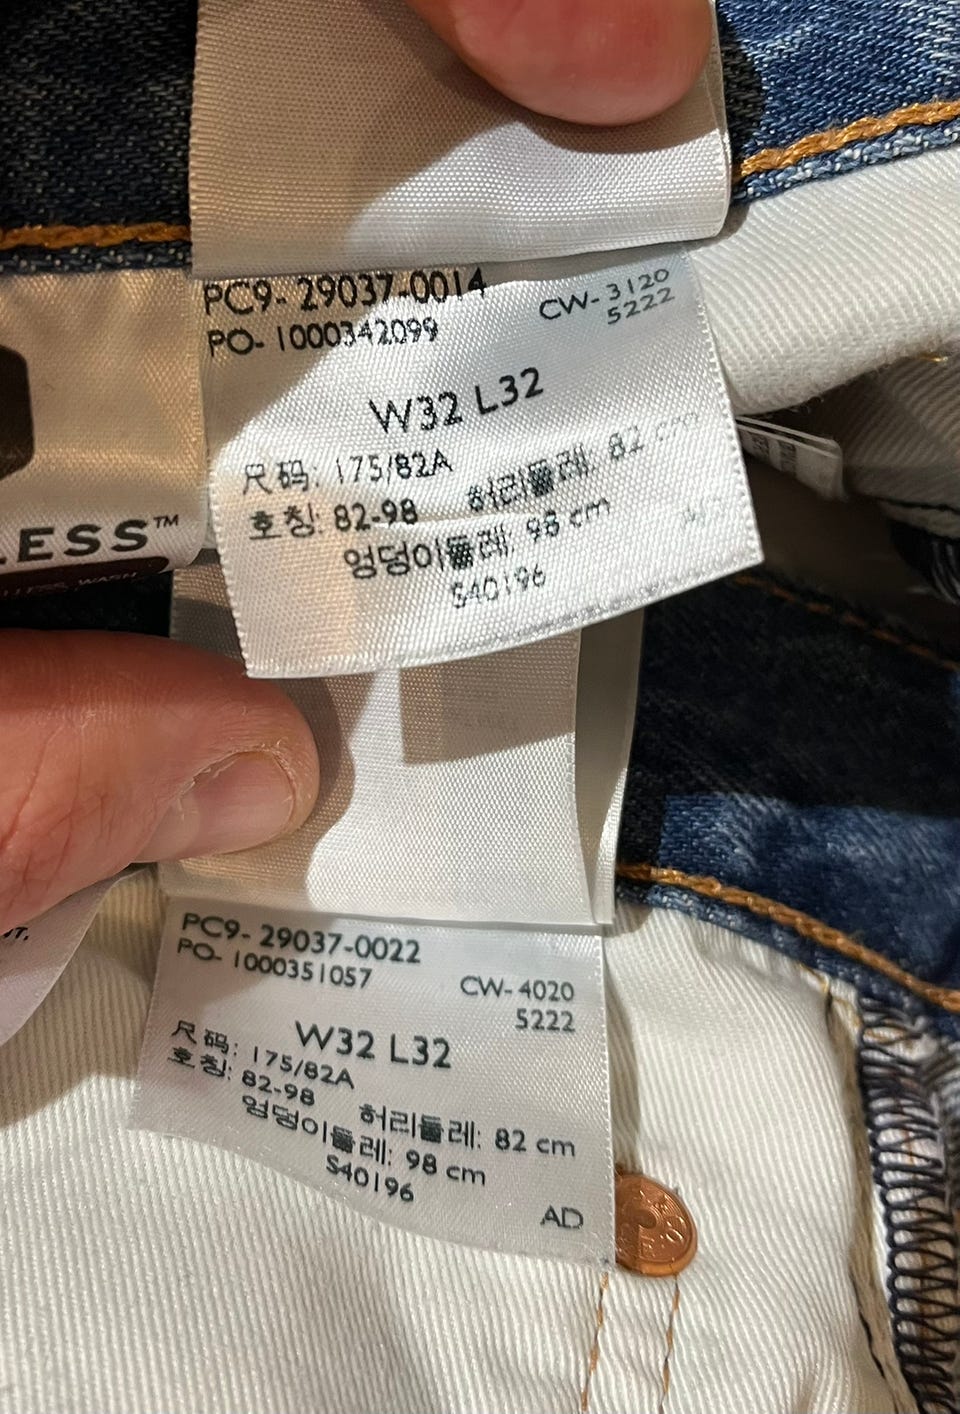 PC9- 29037-0014
PO- 1000342099
CW- 3120
5222
W32 L32
尺码: 175/82A
호칭: 82-98 허리둘레: 82 cm
엉덩이둘레: 98 cm
S40196
LESS™
PC9- 29037-0022
PO- 1000351057
CW- 4020
5222
W32 L32
尺码: 175/82A
호칭: 82-98 허리둘레: 82 cm
엉덩이둘레: 98 cm
S40196
AD